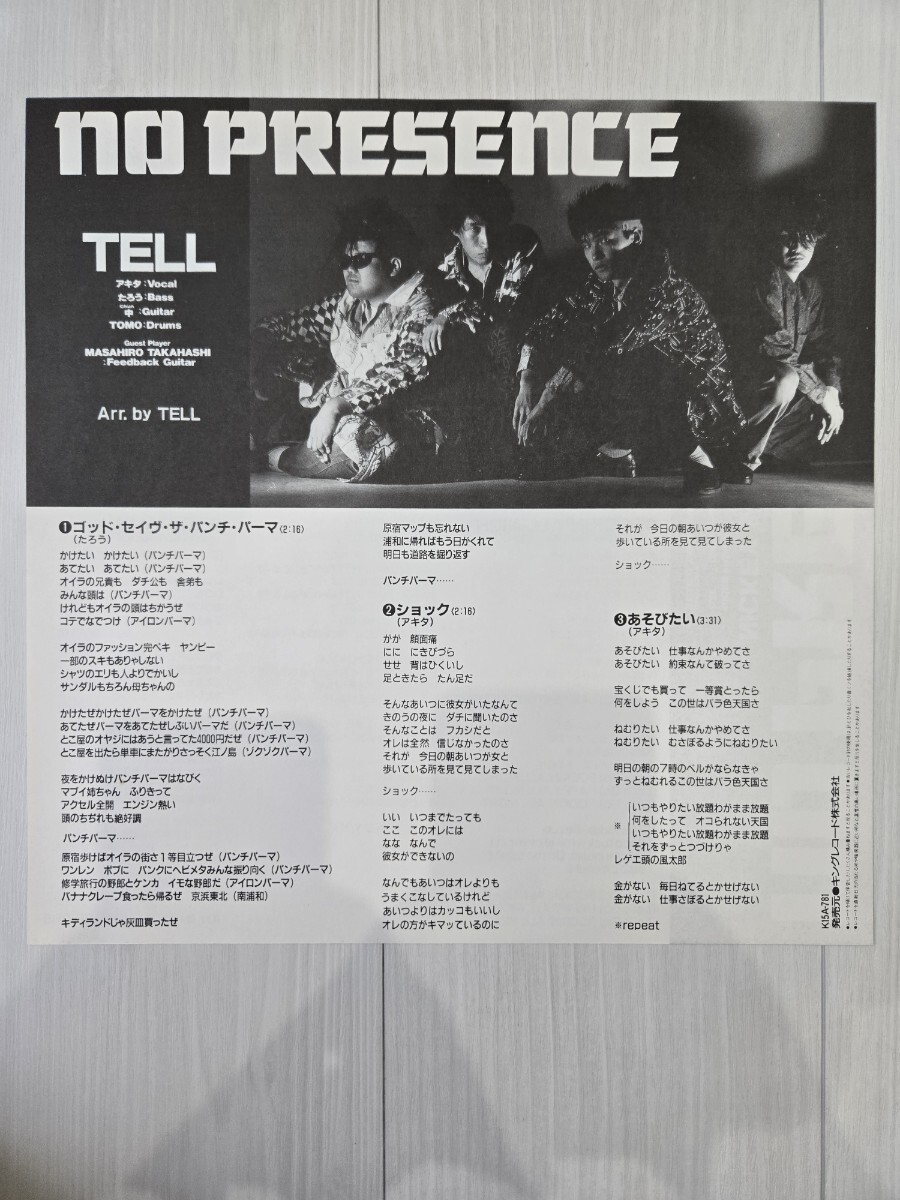 no PRESENCE
TELL
アキタ:Vocal
たろう:Bass
Chun
中:Guitar
TOMO:Drums
Guest Player
MASAHIRO TAKAHASHI
:Feedback Guitar
Arr. by TELL
❶ゴッド・セイヴ・ザ・パンチ・パーマ(2:16)
(たろう)
かけたい かけたい(パンチパーマ)
あてたい あてたい(パンチパーマ)
オイラの兄貴も ダチ公も 舎弟も
みんな頭は(パンチパーマ)
けれどもオイラの頭はちがうぜ
コテでなでつけ(アイロンパーマ)
オイラのファッション完ペキ ヤンピー
一部のスキもありゃしない
シャツのエリも人よりでかいし
サンダルもちろん母ちゃんの
かけたぜかけたぜパーマをかけたぜ(パンチパーマ)
あてたぜパーマをあてたぜしぶいパーマだ(パンチパーマ)
とこ屋のオヤジにはあうと言ってた4000円だぜ(パンチパーマ)
とこ屋を出たら単車にまたがりさっそく江ノ島(ゾクゾクパーマ)
夜をかけぬけパンチパーマはなびく
マブイ姉ちゃん ふりきって
アクセル全開 エンジン熱い
頭のちぢれも絶好調
パンチパーマ……
原宿歩けばオイラの街さ1等目立つぜ(パンチパーマ)
ワンレン ボブに パンクにヘビメタみんな振り向く(パンチパーマ)
修学旅行の野郎とケンカ イモな野郎だ(アイロンパーマ)
バナナクレープ食ったら帰るぜ 京浜東北(南浦和)
キディランドじゃ灰皿買ったぜ
原宿マップも忘れない
浦和に帰ればもう日がくれて
明日も道路を掘り返す
パンチパーマ……
❷ショック(2:16)
(アキタ)
かか 顔面痛
にに にきびづら
せせ 背はひくいし
足ときたら たん足だ
そんなあいつに彼女がいたなんて
きのうの夜に ダチに聞いたのさ
そんなことは フカシだと
オレは全然 信じなかったのさ
それが 今日の朝あいつが女と
歩いている所を見て見てしまった
ショック……
いい いつまでたっても
ここ このオレには
なな なんで
彼女ができないの
なんでもあいつはオレよりも
うまくこなしているけれど
あいつよりはカッコもいいし
オレの方がキマッているのに
それが 今日の朝あいつが彼女と
歩いている所を見て見てしまった
ショック……
❸あそびたい(3:31)
(アキタ)
あそびたい 仕事なんかやめてさ
あそびたい 約束なんて破ってさ
宝くじでも買って 一等賞とったら
何をしよう この世はバラ色天国さ
ねむりたい 仕事なんかやめてさ
ねむりたい むさぼるようにねむりたい
明日の朝の7時のベルがならなきゃ
ずっとねむれるこの世はバラ色天国さ
※
いつもやりたい放題わがまま放題
何をしたって オコられない天国
いつもやりたい放題わがまま放題
それをずっとつづけりゃ
レゲエ頭の風太郎
金がない 毎日ねてるとかせげない
金がない 仕事さぼるとかせげない
※repeat
K15A-781
発売元●キングレコード株式会社